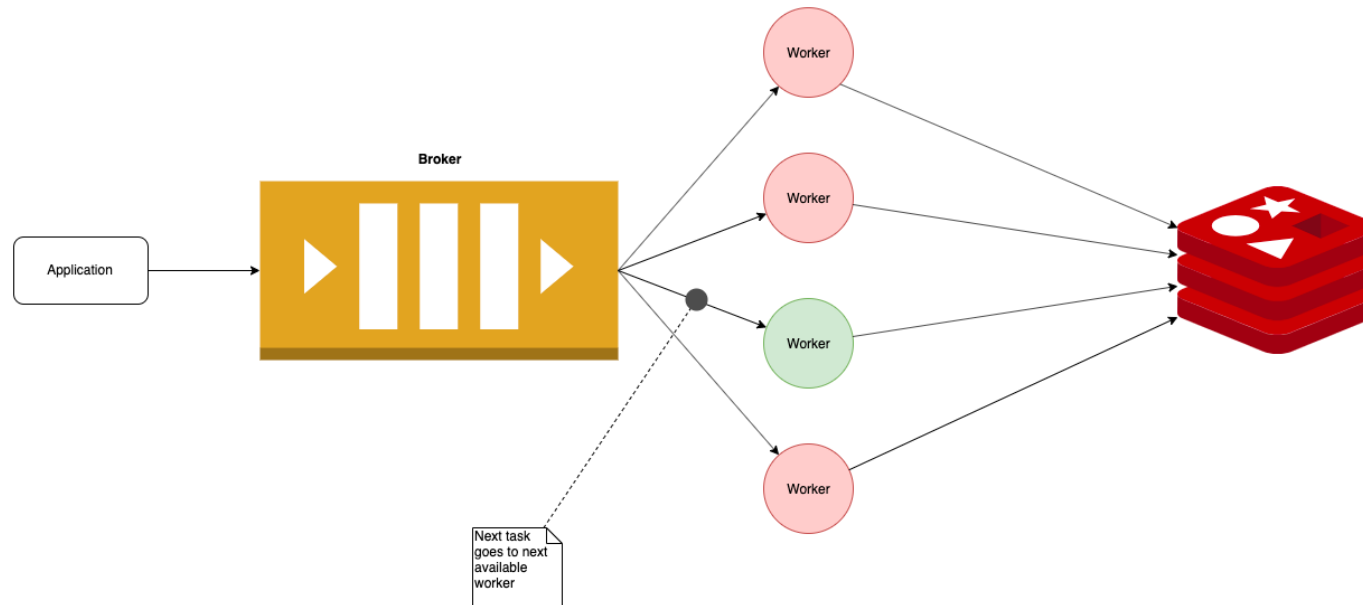 Worker
Broker
Worker
Application
Worker
Worker
Next task
goes to next
available
worker